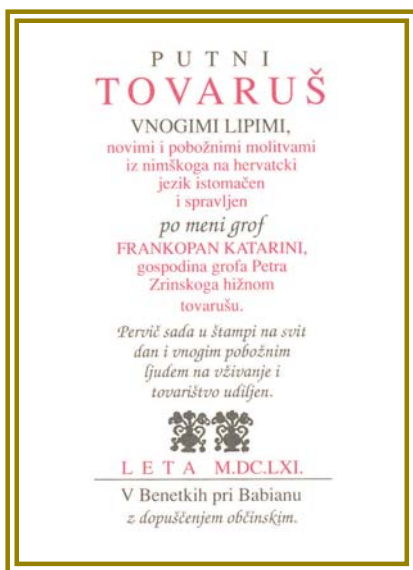 PUTNI
TOVARUŠ
VNOGIMI LIPIMI,
novimi i pobožnimi molitvami
iz nimškoga na hervatcki
jezik istomačen
i spravljen
po meni grof
FRANKOPAN KATARINI,
gospodina grofa Petra
Zrinskoga hižnom
tovarušu.
Pervič sada u štampi na svit
dan i vnogim pobožnim
ljudem na vživanje i
tovarištvo udiljen.
LETA M.DC.LXI.
V Benetkih pri Babianu
z dopuščenjem občinskim.